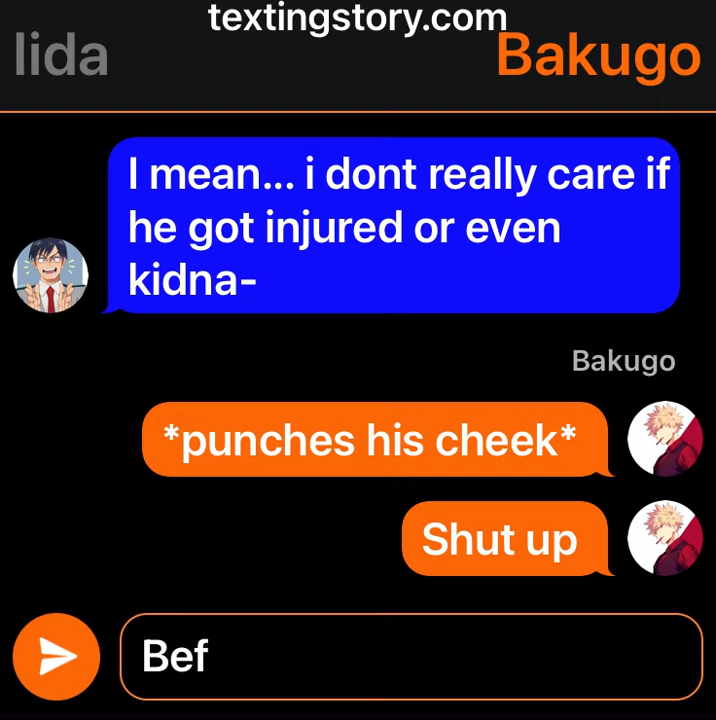 textingstory.com
Iida
Bakugo
I mean... i dont really care if
he got injured or even
kidna-
Bakugo
*punches his cheek*
Shut up
Bef